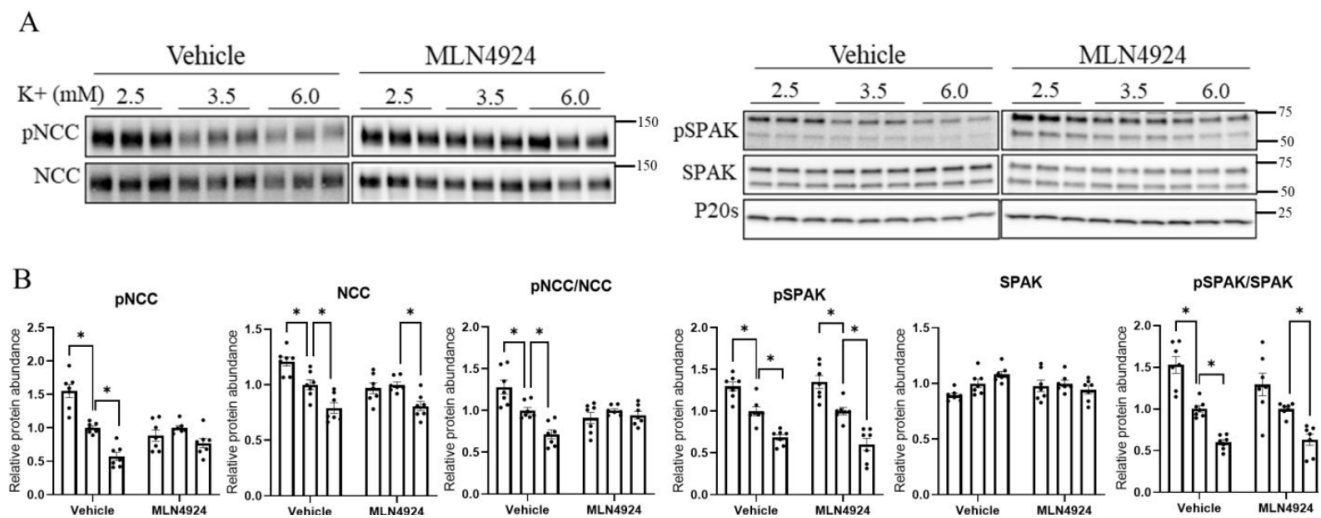 A
Vehicle MLN4924
K+ (mM) 2.5 3.5 6.0 2.5 3.5 6.0
pNCC 150
NCC 150
Vehicle MLN4924
2.5 3.5 6.0 2.5 3.5 6.0
pSPAK 75
50
SPAK 75
50
P20s 25
B
pNCC
Relative protein abundance
2.5
2.0
1.5
1.0
0.5
0.0
* *
Vehicle MLN4924
NCC
Relative protein abundance
1.5
1.0
0.5
0.0
* * *
Vehicle MLN4924
pNCC/NCC
Relative protein abundance
2.0
1.5
1.0
0.5
0.0
* *
Vehicle MLN4924
pSPAK
Relative protein abundance
2.0
1.5
1.0
0.5
0.0
* * * *
Vehicle MLN4924
SPAK
Relative protein abundance
1.5
1.0
0.5
0.0
Vehicle MLN4924
pSPAK/SPAK
Relative protein abundance
2.0
1.5
1.0
0.5
0.0
* * *
Vehicle MLN4924